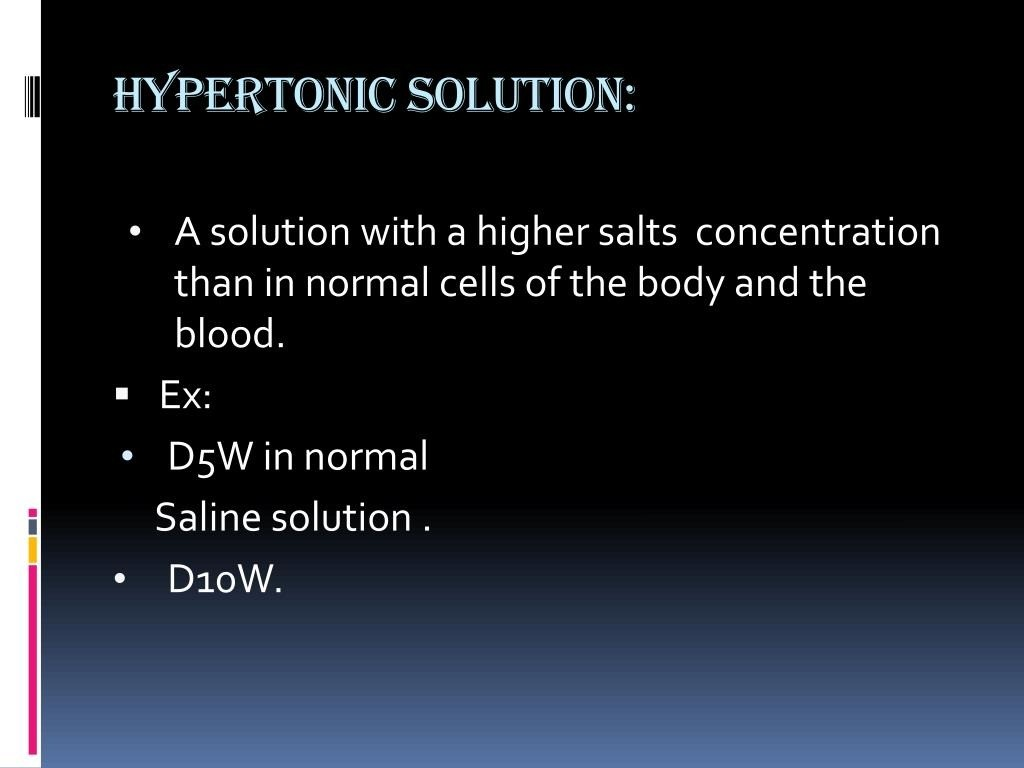 HYPERTONIC SOLUTION:
• A solution with a higher salts  concentration
than in normal cells of the body and the
blood.
▪ Ex:
• D5W in normal
Saline solution .
• D10W.